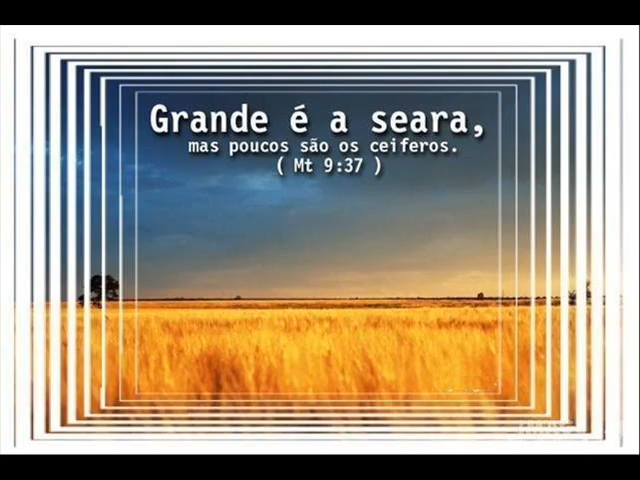 Grande é a seara,
mas poucos são os ceiferos.
( Mt 9:37 )